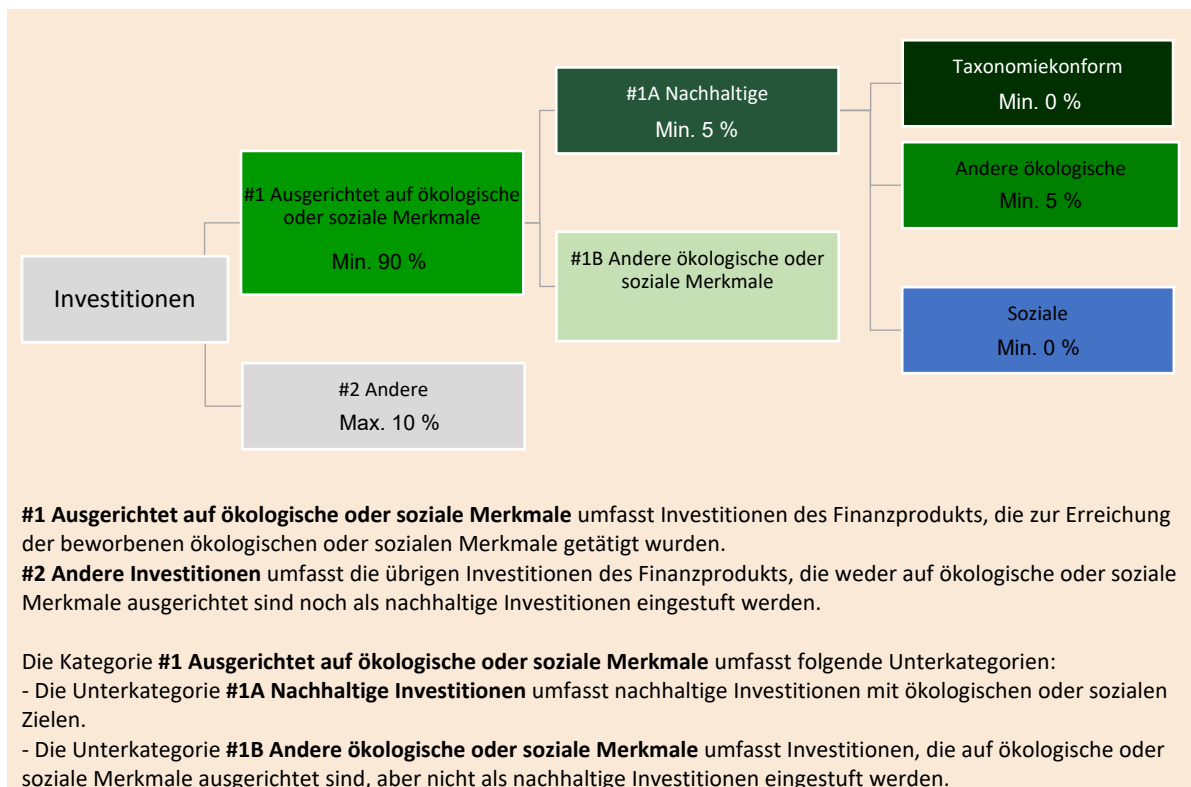 Investitionen
#1 Ausgerichtet auf ökologische
oder soziale Merkmale
Min. 90 %
#2 Andere
Max. 10 %
#1A Nachhaltige
Min. 5 %
#1B Andere ökologische oder
soziale Merkmale
Taxonomiekonform
Min. 0 %
Andere ökologische
Min. 5 %
Soziale
Min. 0 %
#1 Ausgerichtet auf ökologische oder soziale Merkmale umfasst Investitionen des Finanzprodukts, die zur Erreichung
der beworbenen ökologischen oder sozialen Merkmale getätigt wurden.
#2 Andere Investitionen umfasst die übrigen Investitionen des Finanzprodukts, die weder auf ökologische oder soziale
Merkmale ausgerichtet sind noch als nachhaltige Investitionen eingestuft werden.
Die Kategorie #1 Ausgerichtet auf ökologische oder soziale Merkmale umfasst folgende Unterkategorien:
- Die Unterkategorie #1A Nachhaltige Investitionen umfasst nachhaltige Investitionen mit ökologischen oder sozialen
Zielen.
- Die Unterkategorie #1B Andere ökologische oder soziale Merkmale umfasst Investitionen, die auf ökologische oder
soziale Merkmale ausgerichtet sind, aber nicht als nachhaltige Investitionen eingestuft werden.